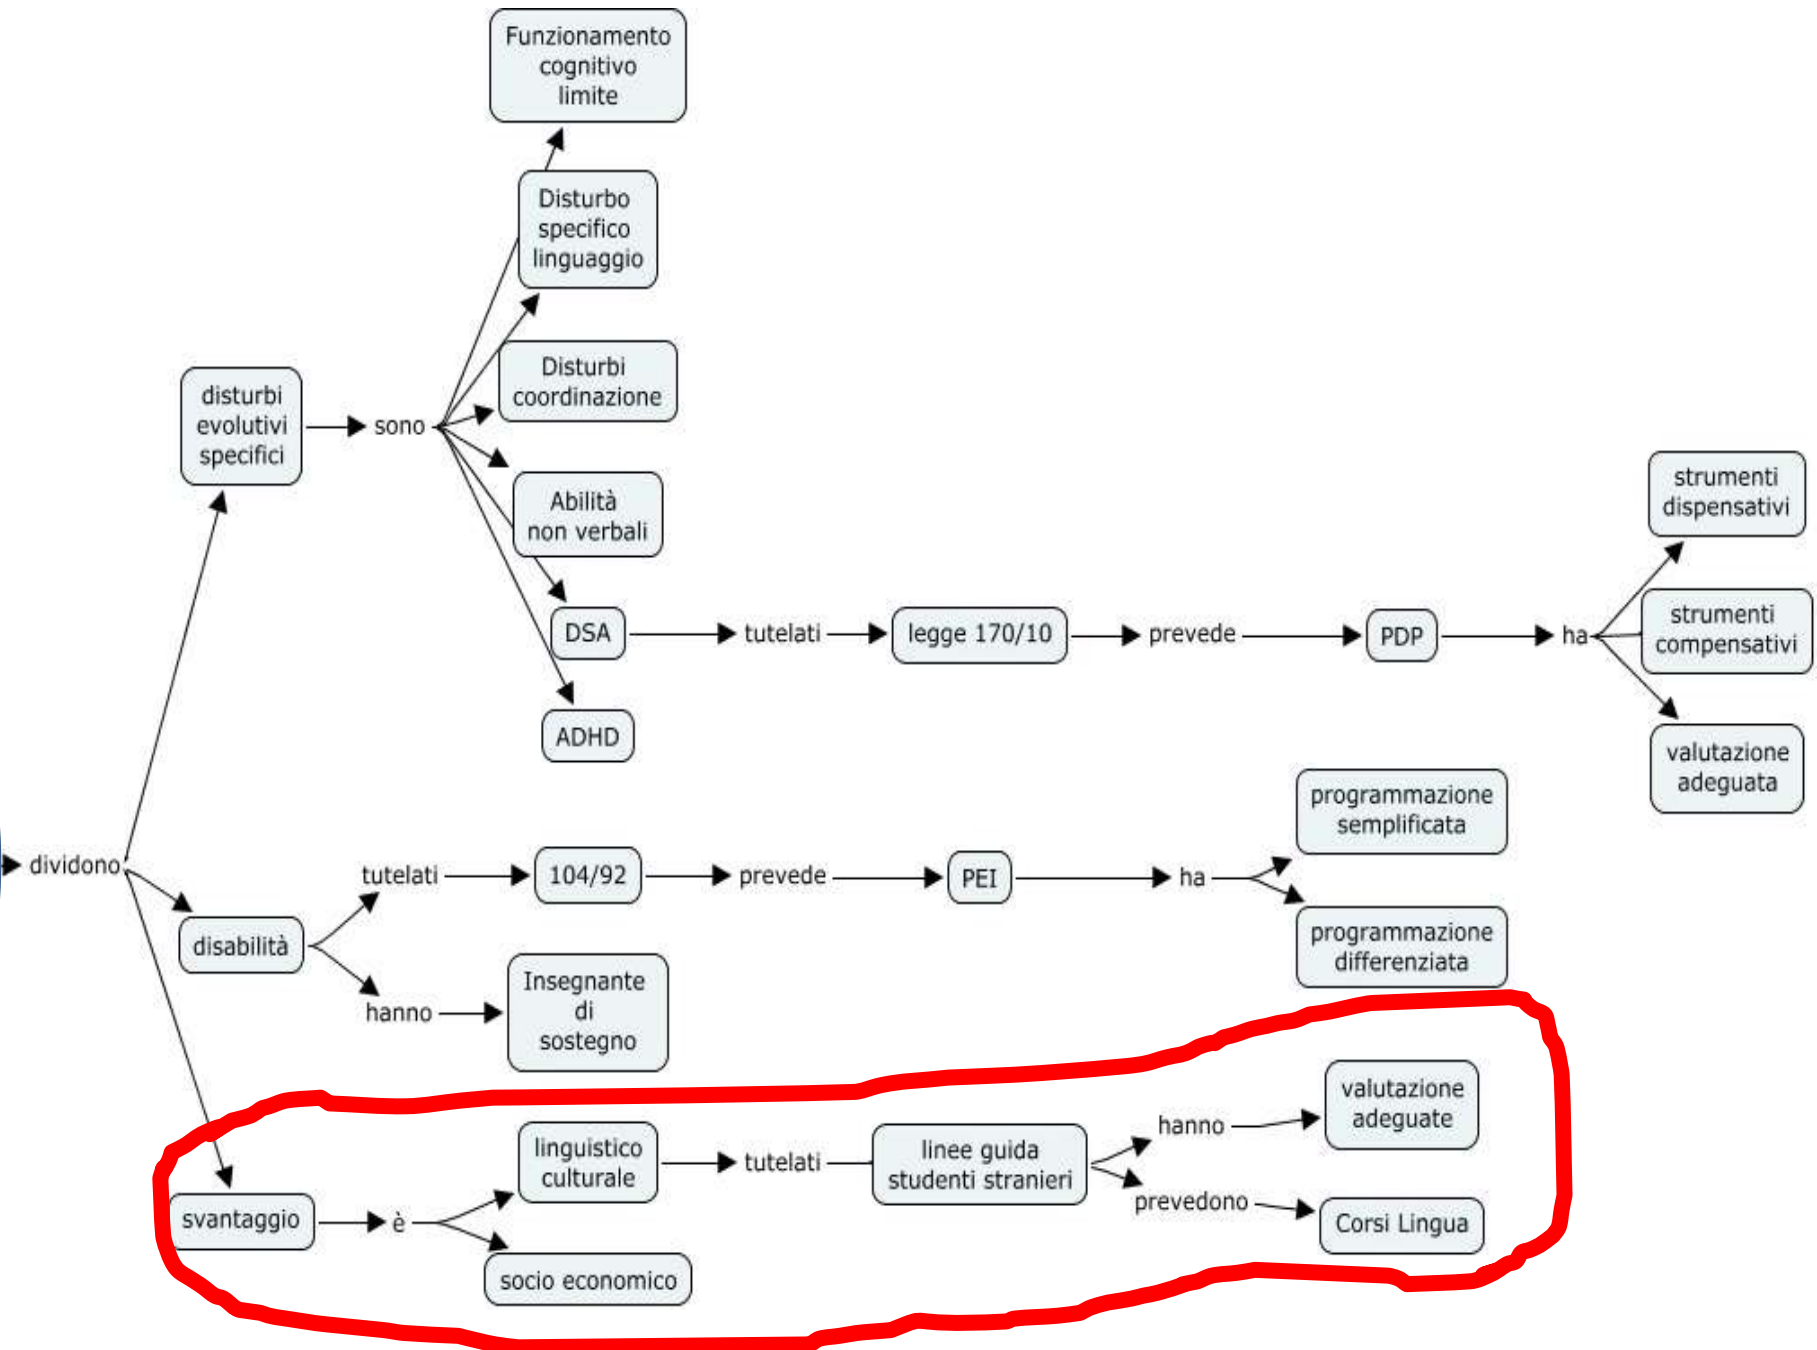 Funzionamento
cognitivo
limite
Disturbo
specifico
linguaggio
Disturbi
coordinazione
disturbi
evolutivi
specifici
sono
Abilità
non verbali
DSA
tutelati
legge 170/10
prevede
PDP
ha
strumenti
dispensativi
strumenti
compensativi
valutazione
adeguata
ADHD
dividono
disabilità
tutelati
104/92
prevede
PEI
ha
programmazione
semplificata
programmazione
differenziata
hanno
Insegnante
di
sostegno
svantaggio
è
linguistico
culturale
tutelati
linee guida
studenti stranieri
hanno
valutazione
adeguate
prevedono
Corsi Lingua
socio economico